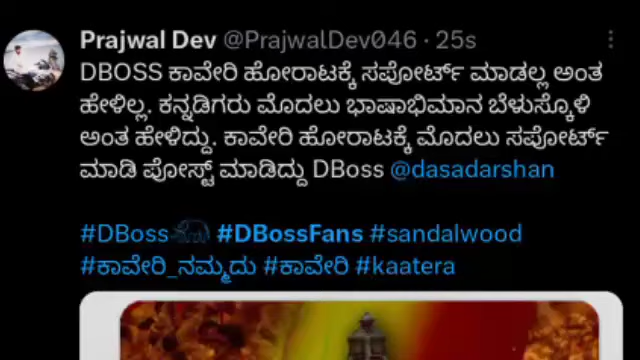 Prajwal Dev @PrajwalDev046 · 25s
DBOSS ಕಾವೇರಿ ಹೋರಾಟಕ್ಕೆ ಸಪೋರ್ಟ್ ಮಾಡಲ್ಲ ಅಂತ
ಹೇಳಿಲ್ಲ. ಕನ್ನಡಿಗರು ಮೊದಲು ಭಾಷಾಭಿಮಾನ ಬೆಳುಸ್ಕೊಳಿ
ಅಂತ ಹೇಳಿದ್ದು. ಕಾವೇರಿ ಹೋರಾಟಕ್ಕೆ ಮೊದಲು ಸಪೋರ್ಟ್
ಮಾಡಿ ಪೋಸ್ಟ್ ಮಾಡಿದ್ದು DBoss @dasadarshan
#DBoss #DBossFans #sandalwood
#ಕಾವೇರಿ_ನಮ್ಮದು #ಕಾವೇರಿ #kaatera